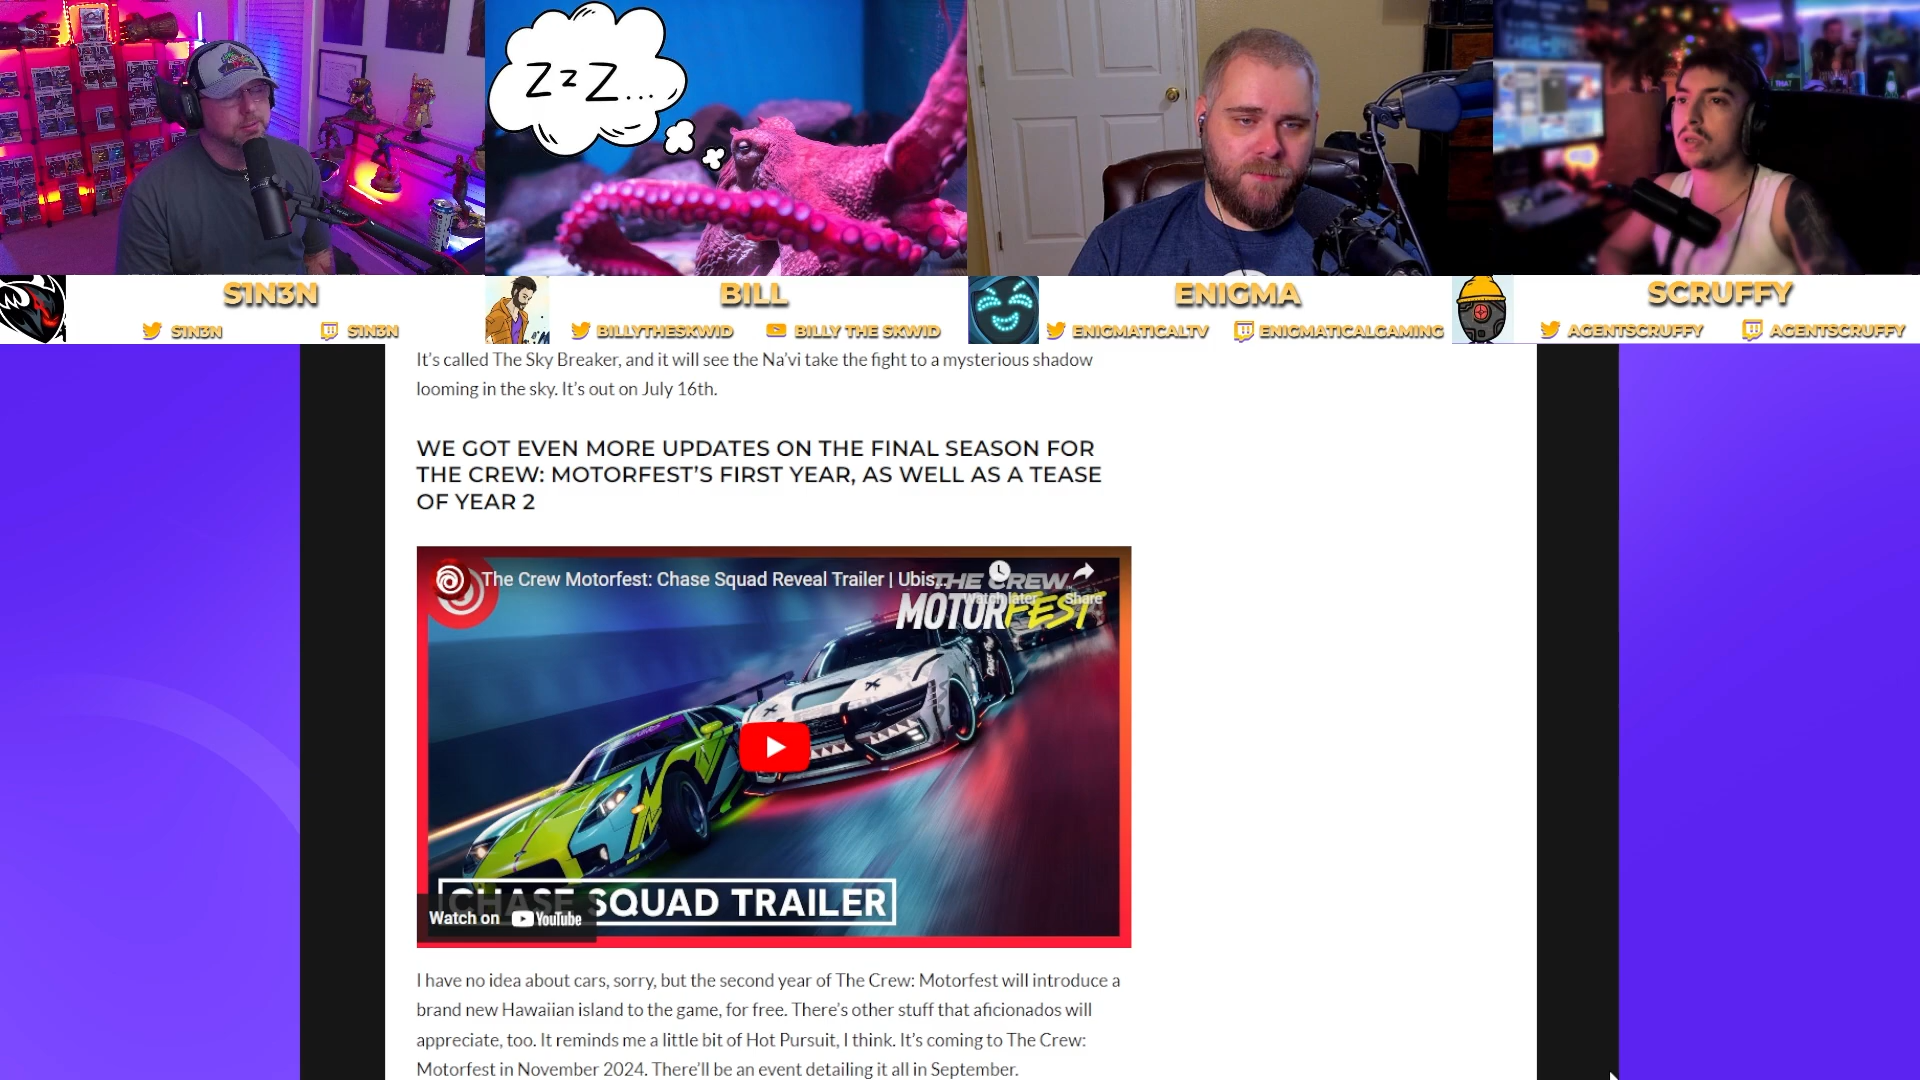 ZzZ...
S1N3N
S1N3N
S1N3N
BILL
BILLYTHESKWID
BILLY THE SKWID
ENIGMA
ENIGMATICALTV
ENIGMATICALGAMING
SCRUFFY
AGENTSCRUFFY
AGENTSCRUFFY
It’s called The Sky Breaker, and it will see the Na’vi take the fight to a mysterious shadow
looming in the sky. It’s out on July 16th.
WE GOT EVEN MORE UPDATES ON THE FINAL SEASON FOR
THE CREW: MOTORFEST’S FIRST YEAR, AS WELL AS A TEASE
OF YEAR 2
The Crew Motorfest: Chase Squad Reveal Trailer | Ubis...
Watch later
Share
THE CREW
MOTORFEST
CHASE SQUAD TRAILER
Watch on YouTube
I have no idea about cars, sorry, but the second year of The Crew: Motorfest will introduce a
brand new Hawaiian island to the game, for free. There’s other stuff that aficionados will
appreciate, too. It reminds me a little bit of Hot Pursuit, I think. It’s coming to The Crew:
Motorfest in November 2024. There’ll be an event detailing it all in September.